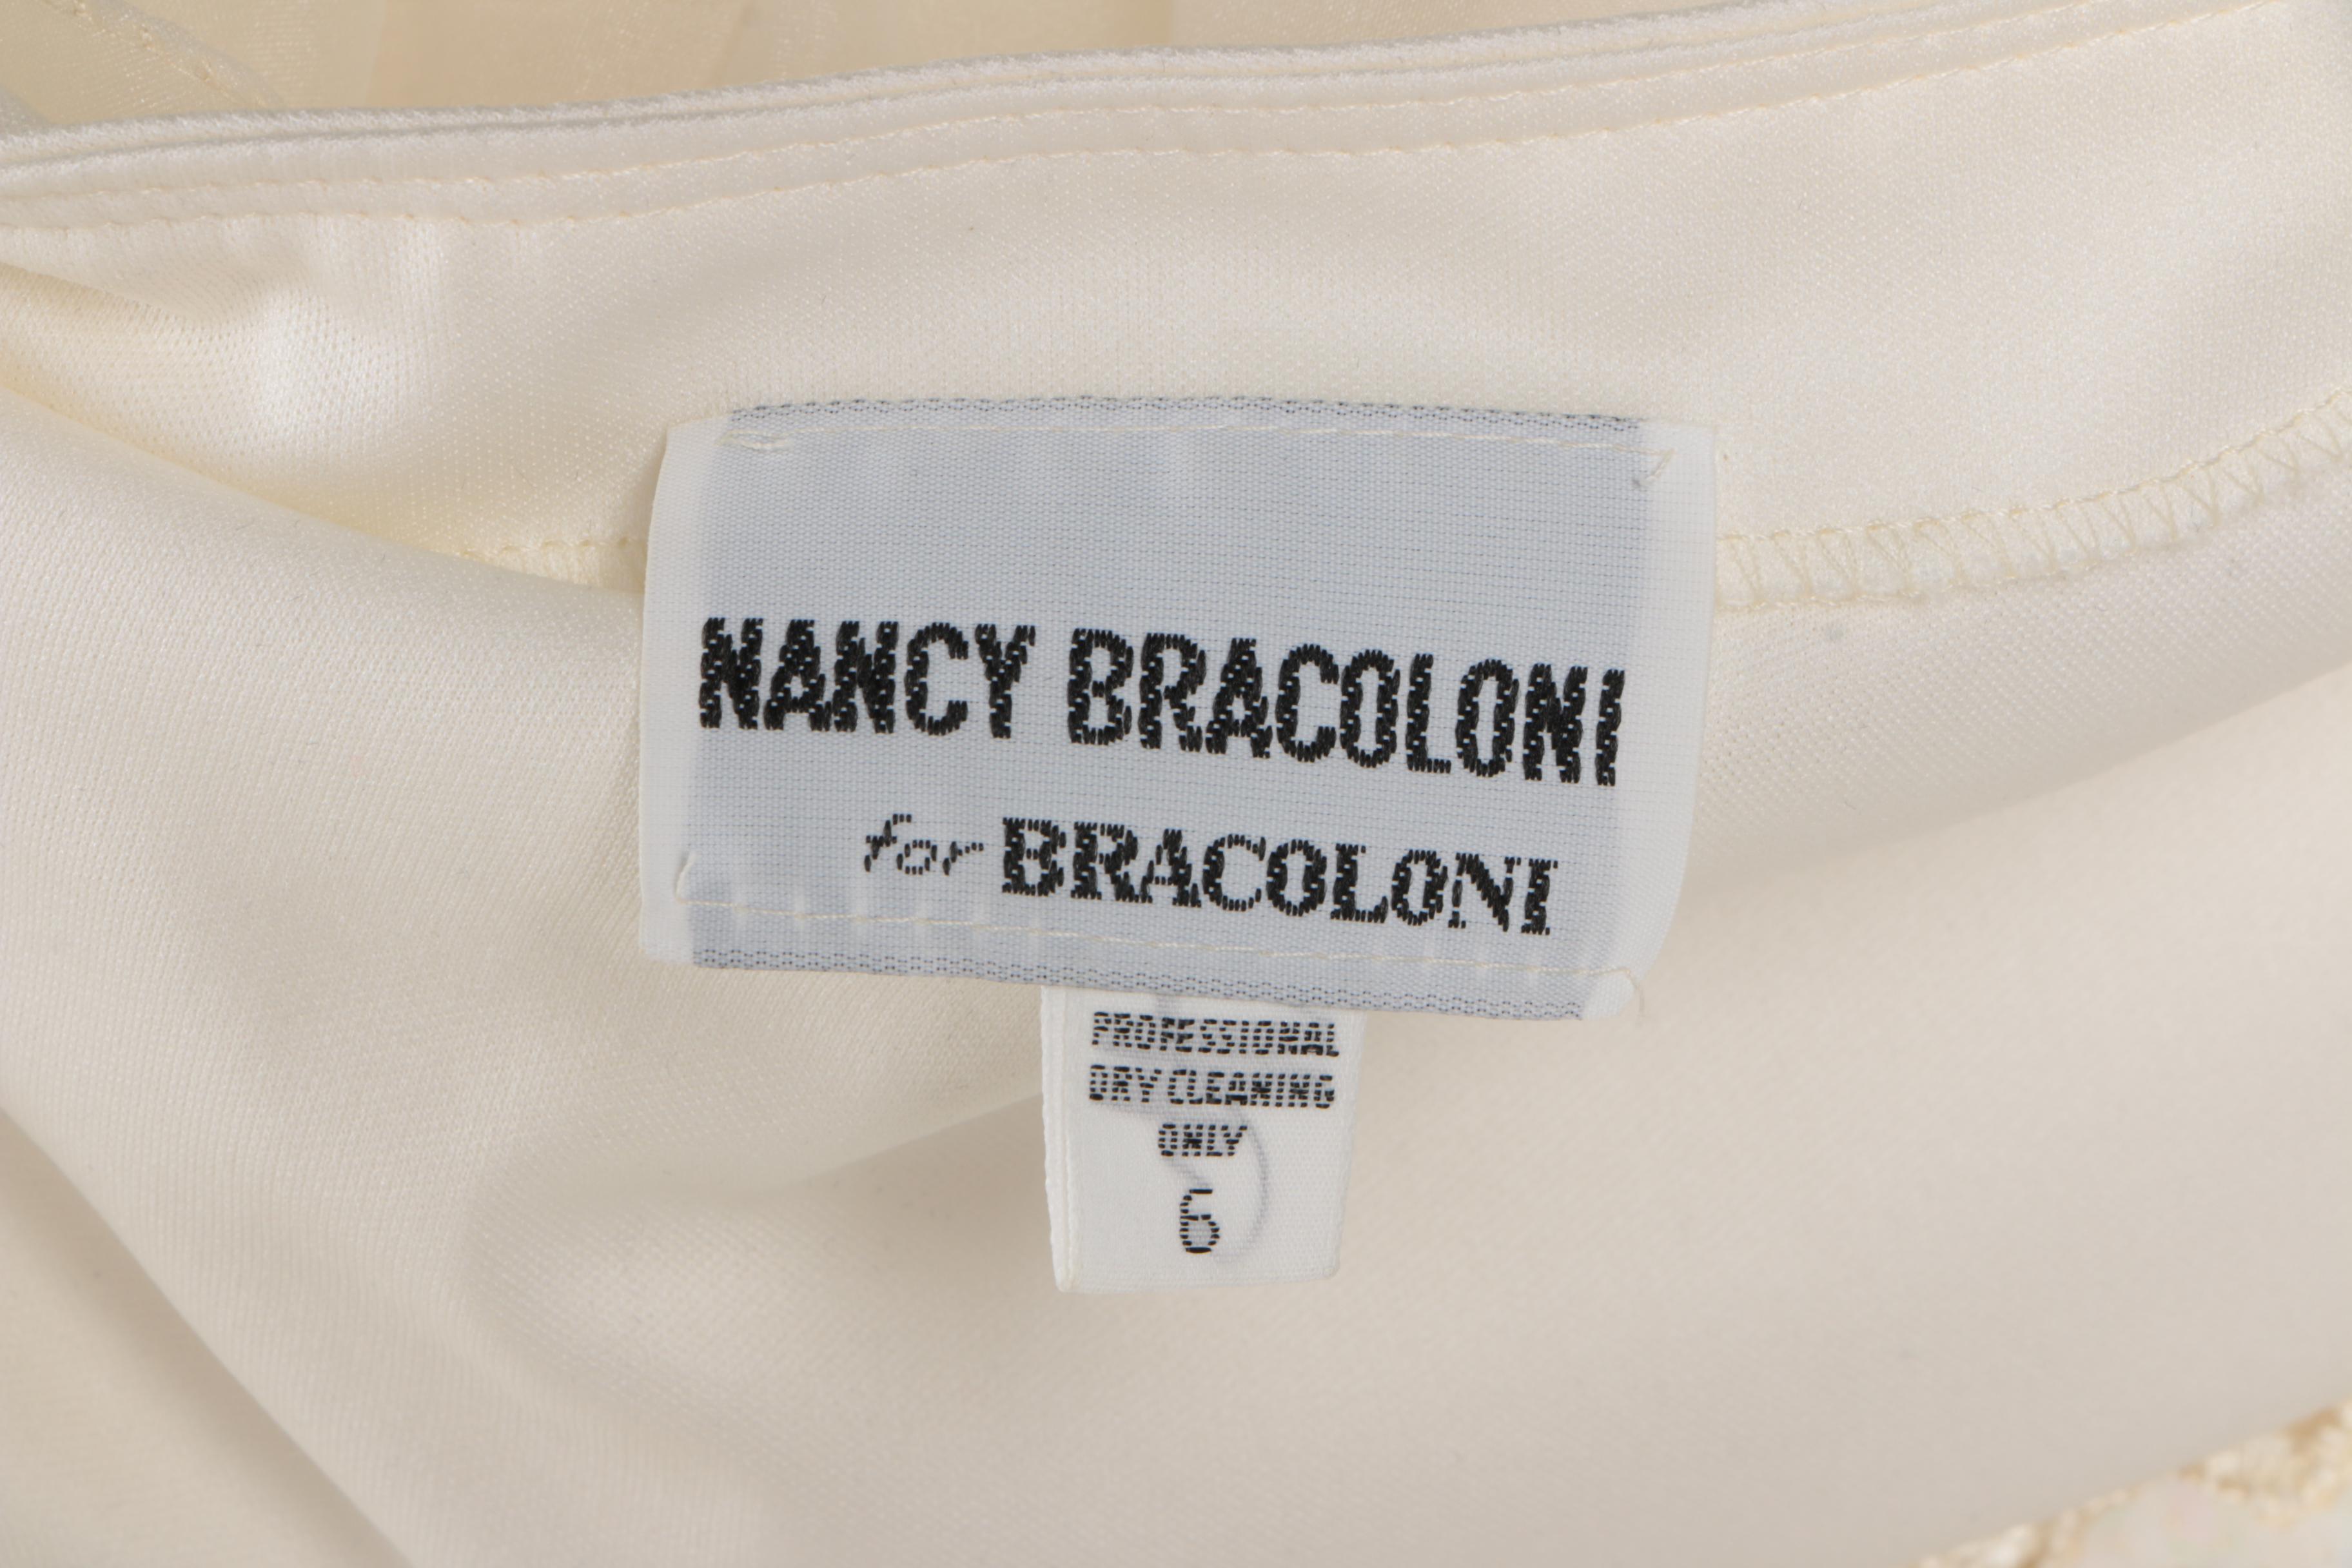 NANCY BRACOLONI
for BRACOLONI
PROFESSIONAL
DRY CLEANING
ONLY
6